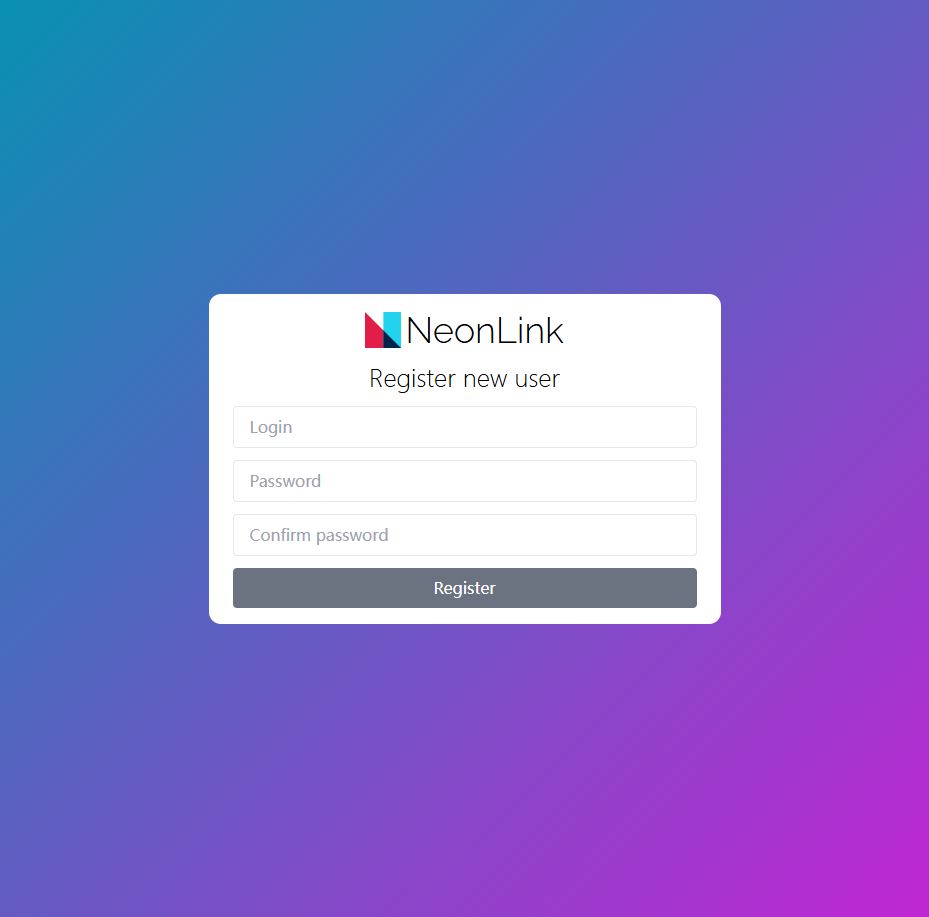 NeonLink
Register new user
Login
Password
Confirm password
Register